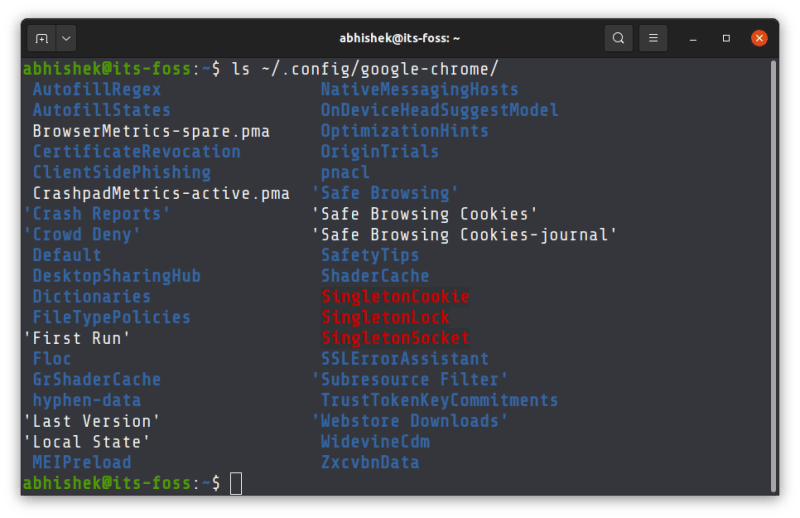 abhishek@its-foss: ~
abhishek@its-foss:~$ ls ~/.config/google-chrome/
AutofillRegex NativeMessagingHosts
AutofillStates OnDeviceHeadSuggestModel
BrowserMetrics-spare.pma OptimizationHints
CertificateRevocation OriginTrials
ClientSidePhishing pnacl
CrashpadMetrics-active.pma 'Safe Browsing'
'Crash Reports' 'Safe Browsing Cookies'
'Crowd Deny' 'Safe Browsing Cookies-journal'
Default SafetyTips
DesktopSharingHub ShaderCache
Dictionaries SingletonCookie
FileTypePolicies SingletonLock
'First Run' SingletonSocket
Floc SSLErrorAssistant
GrShaderCache 'Subresource Filter'
hyphen-data TrustTokenKeyCommitments
'Last Version' 'Webstore Downloads'
'Local State' WidevineCdm
MEIPreload ZxcvbnData
abhishek@its-foss:~$